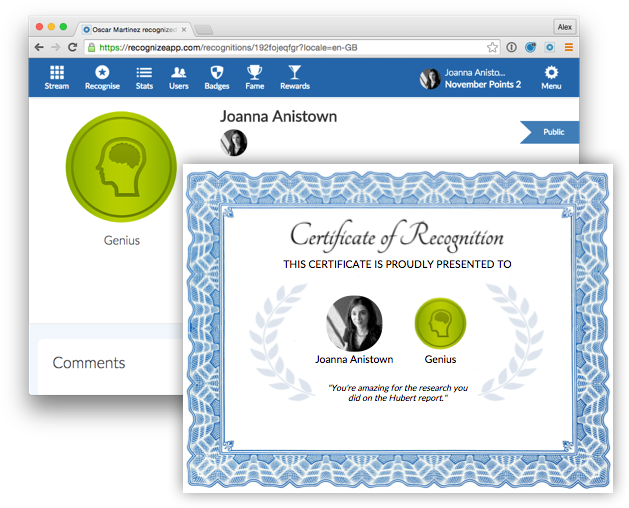 Oscar Martinez recognized
Alex
https://recognizeapp.com/recognitions/192fojeqfgr?locale=en-GB
Stream
Recognise
Stats
Users
Badges
Fame
Rewards
Joanna Anisto...
November Points 2
Menu
Joanna Anistown
Public
Genius
Comments
Certificate of Recognition
THIS CERTIFICATE IS PROUDLY PRESENTED TO
Joanna Anistown
Genius
"You're amazing for the research you
did on the Hubert report."